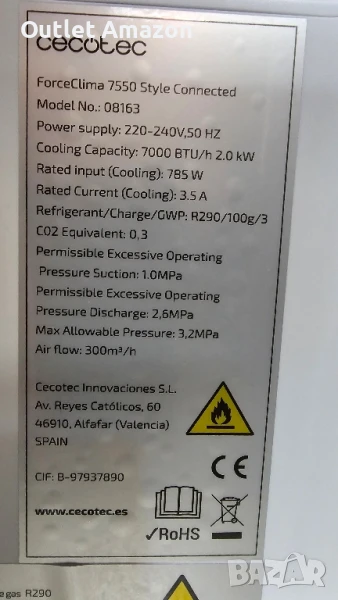 Outlet Amazon
cecotec
ForceClima 7550 Style Connected
Model No.: 08163
Power supply: 220-240V,50 HZ
Cooling Capacity: 7000 BTU/h 2.0 kW
Rated input (Cooling): 785 W
Rated Current (Cooling): 3.5 A
Refrigerant/Charge/GWP: R290/100g/3
CO2 Equivalent: 0,3
Permissible Excessive Operating
Pressure Suction: 1.0MPa
Permissible Excessive Operating
Pressure Discharge: 2,6MPa
Max Allowable Pressure: 3,2MPa
Air flow: 300m³/h
Cecotec Innovaciones S.L.
Av. Reyes Católicos, 60
46910, Alfafar (Valencia)
SPAIN
CIF: B-97937890
CE
www.cecotec.es
✓RoHS
e gas R290
BAZAR